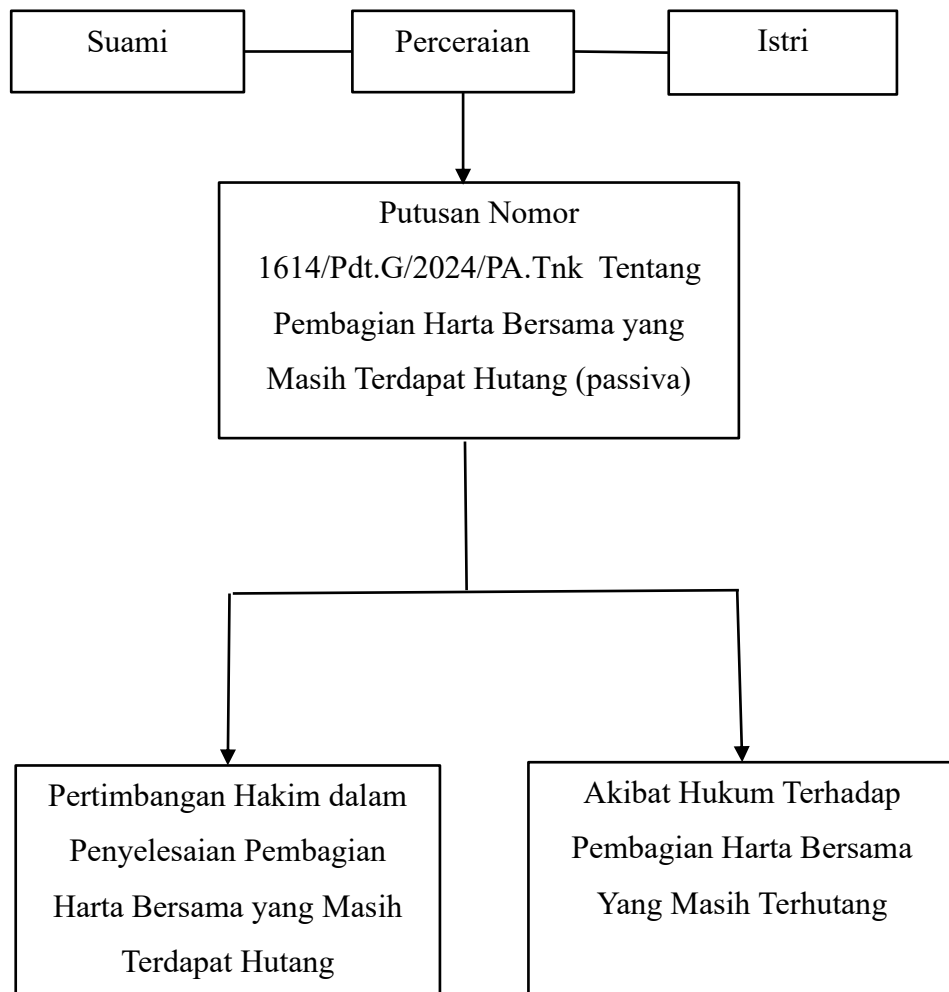 Suami
Perceraian
Istri
Putusan Nomor
1614/Pdt.G/2024/PA.Tnk Tentang
Pembagian Harta Bersama yang
Masih Terdapat Hutang (passiva)
Pertimbangan Hakim dalam
Penyelesaian Pembagian
Harta Bersama yang Masih
Terdapat Hutang
Akibat Hukum Terhadap
Pembagian Harta Bersama
Yang Masih Terhutang